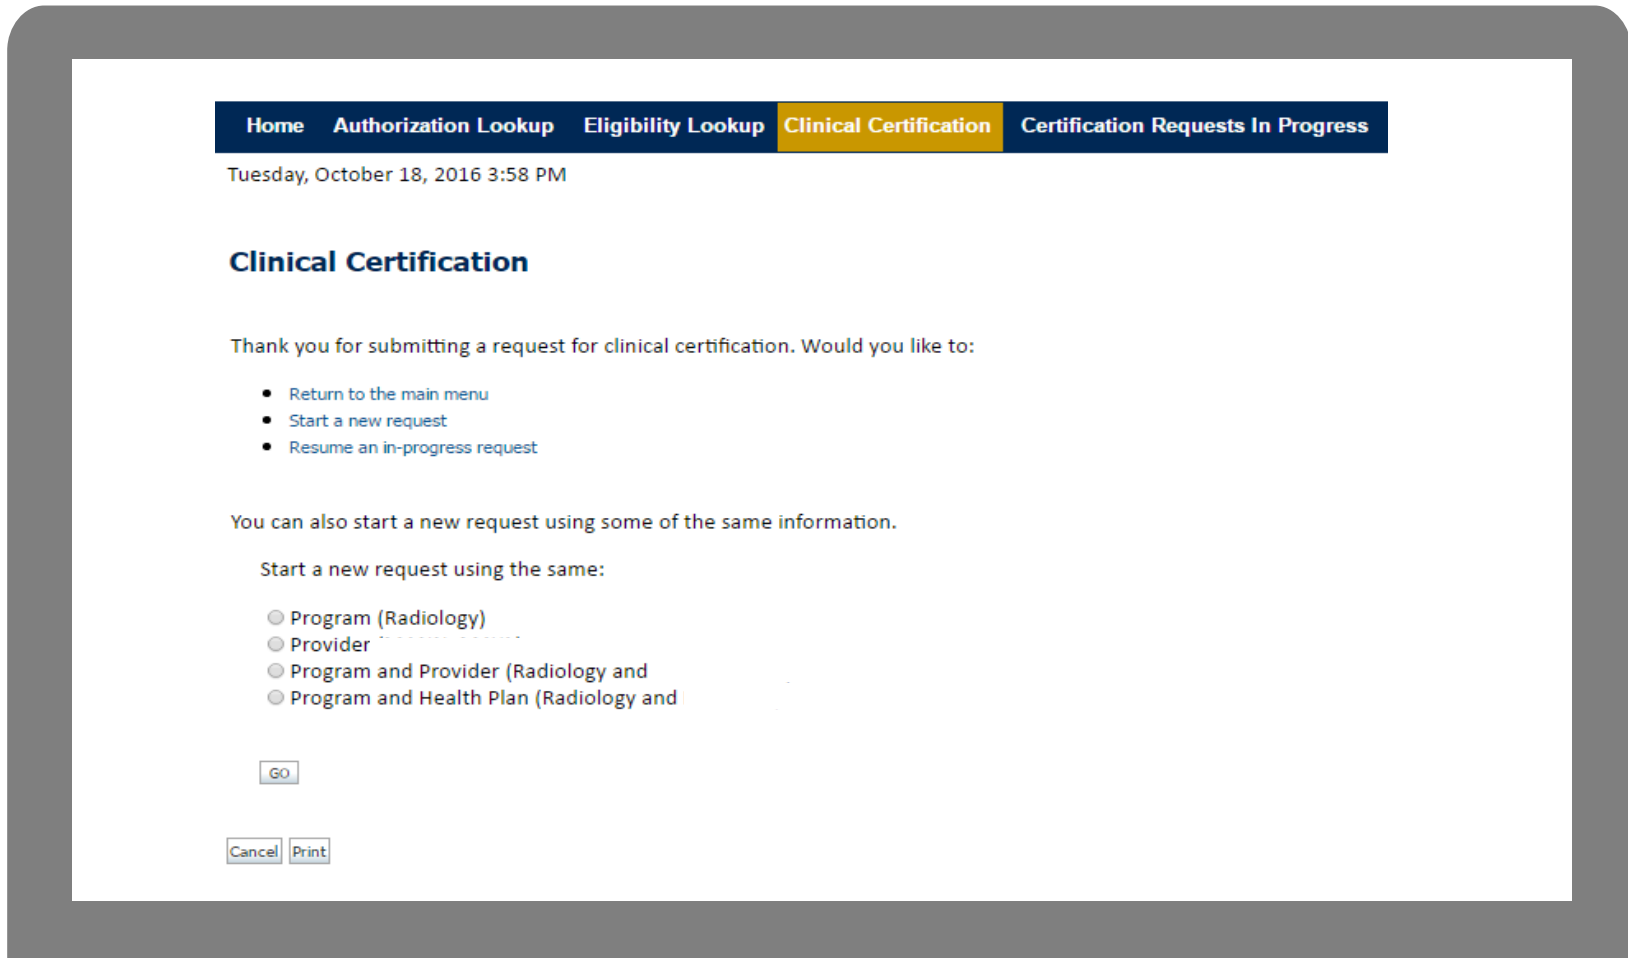 Home Authorization Lookup Eligibility Lookup Clinical Certification Certification Requests In Progress
Tuesday, October 18, 2016 3:58 PM
Clinical Certification
Thank you for submitting a request for clinical certification. Would you like to:
Return to the main menu
Start a new request
Resume an in-progress request
You can also start a new request using some of the same information.
Start a new request using the same:
Program (Radiology)
Provider
Program and Provider (Radiology and
Program and Health Plan (Radiology and
GO
Cancel Print